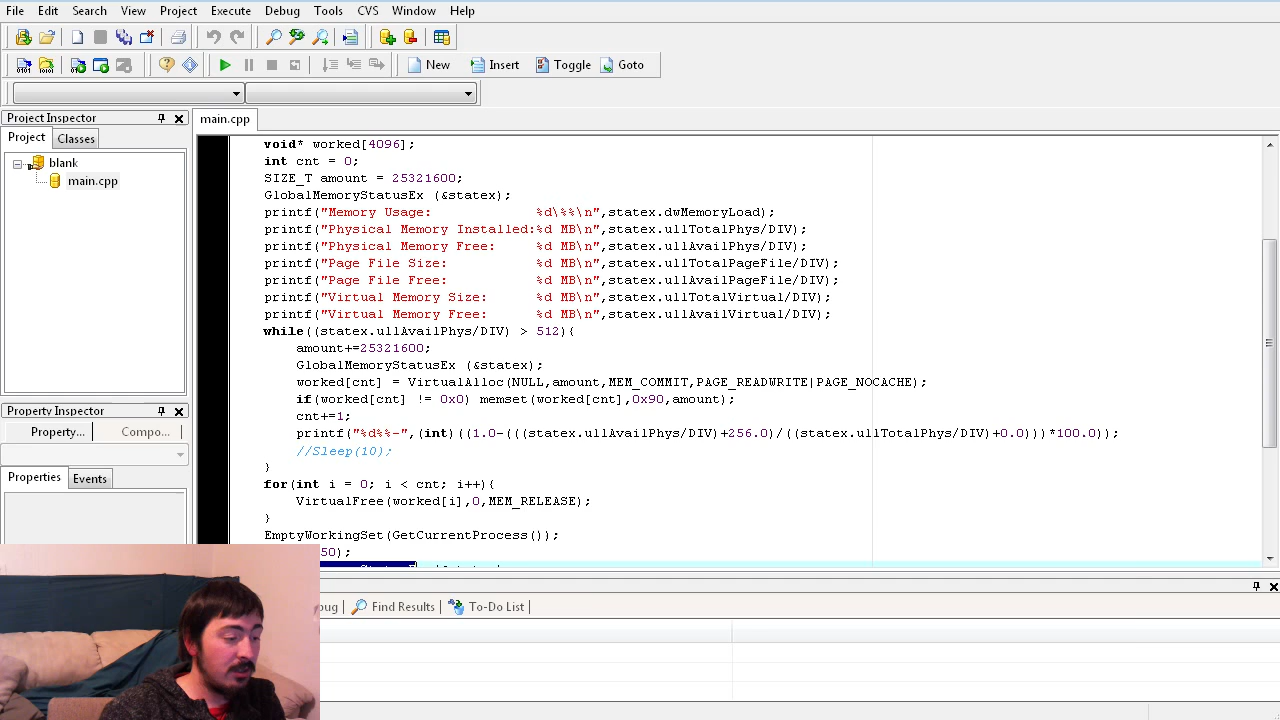 File Edit Search View Project Execute Debug Tools CVS Window Help
New Insert Toggle Goto
Project Inspector
main.cpp
Project Classes
blank
main.cpp
Property Inspector
Property... Compo...
Properties Events
void* worked[4096];
int cnt = 0;
SIZE_T amount = 25321600;
GlobalMemoryStatusEx (&statex);
printf("Memory Usage: %d\%%\n",statex.dwMemoryLoad);
printf("Physical Memory Installed:%d MB\n",statex.ullTotalPhys/DIV);
printf("Physical Memory Free: %d MB\n",statex.ullAvailPhys/DIV);
printf("Page File Size: %d MB\n",statex.ullTotalPageFile/DIV);
printf("Page File Free: %d MB\n",statex.ullAvailPageFile/DIV);
printf("Virtual Memory Size: %d MB\n",statex.ullTotalVirtual/DIV);
printf("Virtual Memory Free: %d MB\n",statex.ullAvailVirtual/DIV);
while((statex.ullAvailPhys/DIV) > 512){
amount+=25321600;
GlobalMemoryStatusEx (&statex);
worked[cnt] = VirtualAlloc(NULL,amount,MEM_COMMIT,PAGE_READWRITE|PAGE_NOCACHE);
if(worked[cnt] != 0x0) memset(worked[cnt],0x90,amount);
cnt+=1;
printf("%d%%-",(int)((1.0-(((statex.ullAvailPhys/DIV)+256.0)/((statex.ullTotalPhys/DIV)+0.0)))*100.0));
//Sleep(10);
}
for(int i = 0; i < cnt; i++){
VirtualFree(worked[i],0,MEM_RELEASE);
}
EmptyWorkingSet(GetCurrentProcess());
50);
bug Find Results To-Do List